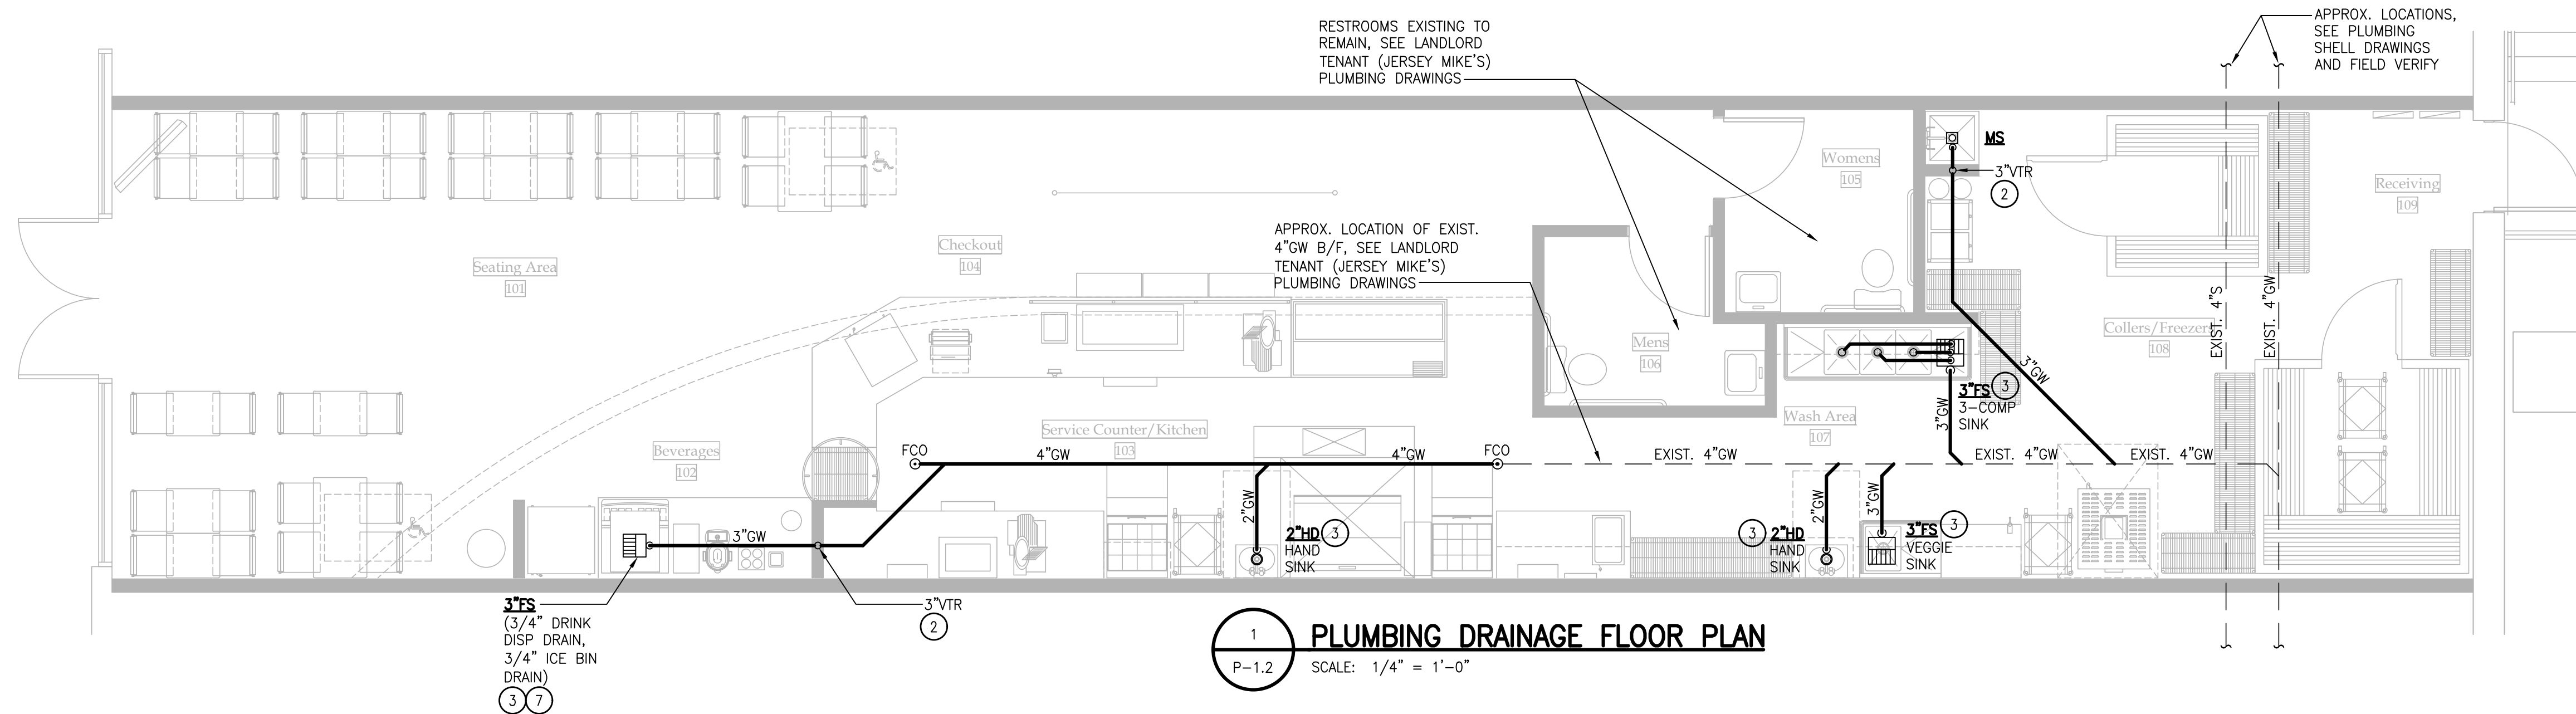 RESTROOMS EXISTING TO
REMAIN, SEE LANDLORD
TENANT (JERSEY MIKE'S)
PLUMBING DRAWINGS
APPROX. LOCATIONS,
SEE PLUMBING
SHELL DRAWINGS
AND FIELD VERIFY
MS
3"VTR
2
Womens
105
Receiving
109
APPROX. LOCATION OF EXIST.
4"GW B/F, SEE LANDLORD
TENANT (JERSEY MIKE'S)
PLUMBING DRAWINGS
Checkout
104
Seating Area
101
Mens
106
EXIST. 4"S
EXIST. 4"GW
Collers/Freezers
108
3"GW
3"FS
3
3-COMP
SINK
3"GW
Wash Area
107
Service Counter/Kitchen
103
Beverages
102
FCO
4"GW
4"GW
FCO
EXIST. 4"GW
EXIST. 4"GW
EXIST. 4"GW
3"GW
2"GW
2"HD
3
HAND
SINK
2"GW
3
2"HD
HAND
SINK
3"GW
3"FS
3
VEGGIE
SINK
3"FS
(3/4" DRINK
DISP DRAIN,
3/4" ICE BIN
DRAIN)
3 7
3"VTR
2
1
P-1.2
PLUMBING DRAINAGE FLOOR PLAN
SCALE: 1/4" = 1'-0"